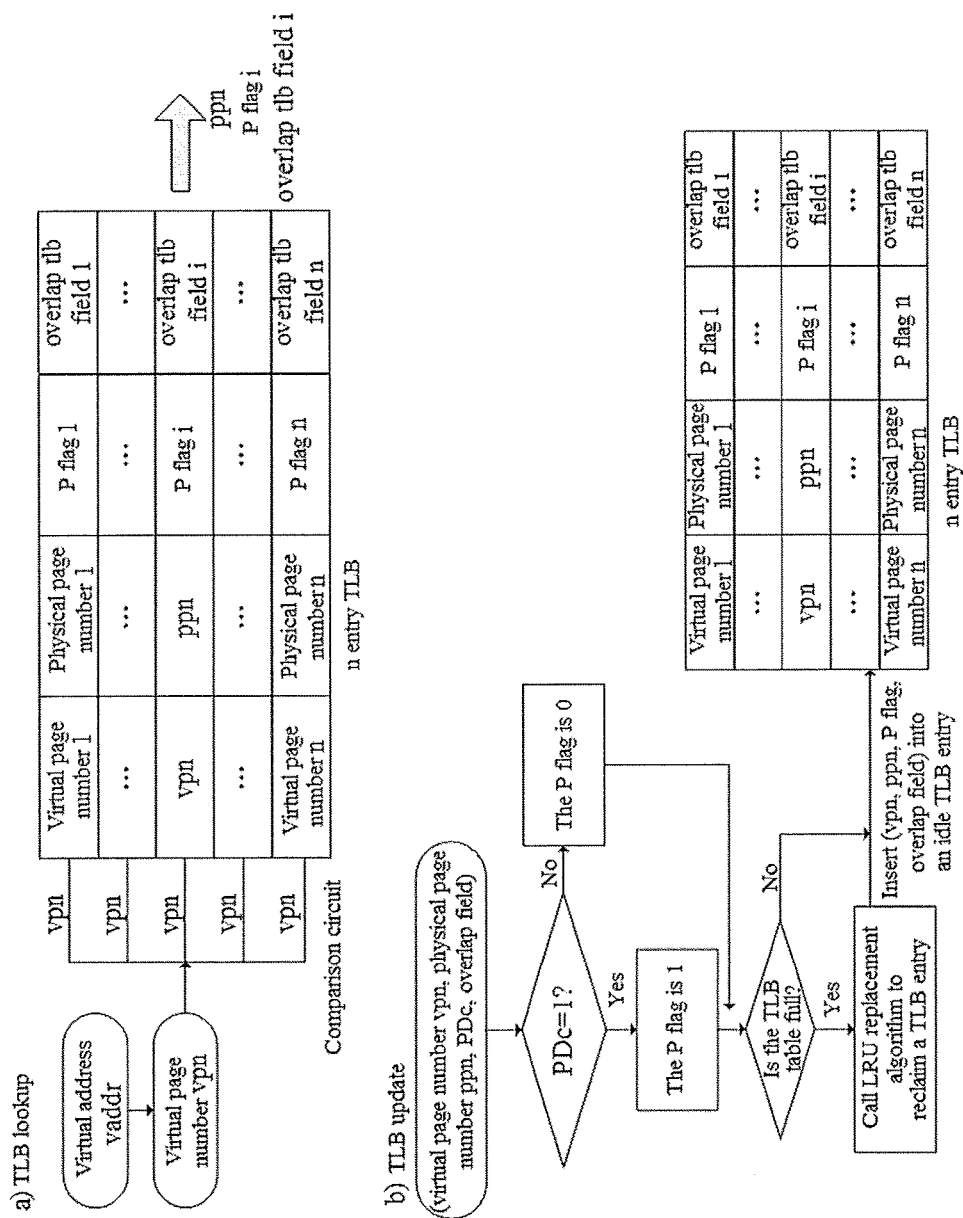 a) TLB lookup
Virtual address
vaddr
Virtual page
number vpn
vpn
vpn
vpn
vpn
vpn
Comparison circuit
Virtual page
number 1
Physical page
number 1
P flag 1
overlap tlb
field 1
...
...
...
...
vpn
ppn
P flag i
overlap tlb
field i
...
...
...
...
Virtual page
number n
Physical page
number n
P flag n
overlap tlb
field n
n entry TLB
ppn
P flag i
overlap tlb field i
b) TLB update
(virtual page number vpn, physical page
number ppn, PDc, overlap field)
PDc=1?
No
Yes
The P flag is 0
The P flag is 1
Is the TLB
table full?
No
Yes
Call LRU replacement
algorithm to
reclaim a TLB entry
Insert (vpn, ppn, P flag,
overlap field) into
an idle TLB entry
Virtual page
number 1
Physical page
number 1
P flag 1
overlap tlb
field 1
...
...
...
...
vpn
ppn
P flag i
overlap tlb
field i
...
...
...
...
Virtual page
number n
Physical page
number n
P flag n
overlap tlb
field n
n entry TLB